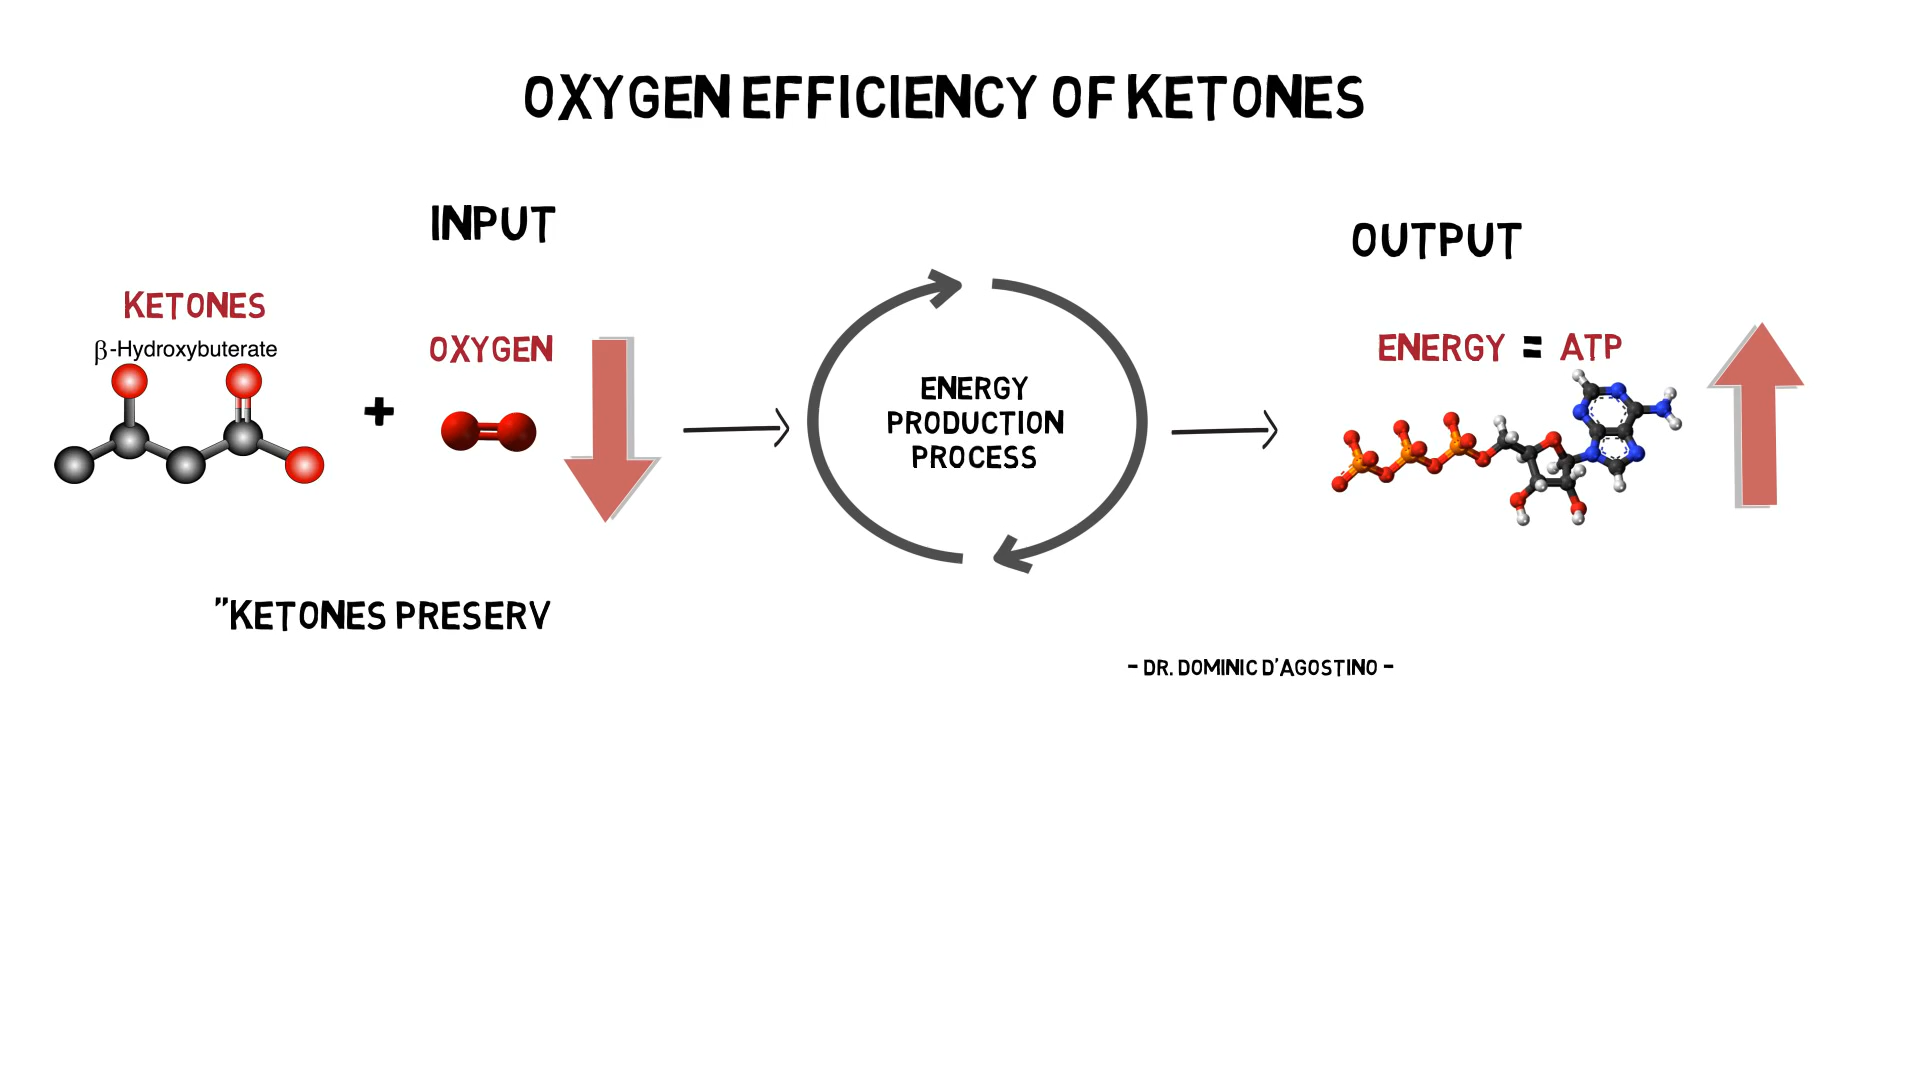 OXYGEN EFFICIENCY OF KETONES
INPUT
OUTPUT
KETONES
β-Hydroxybuterate
OXYGEN
+
ENERGY
PRODUCTION
PROCESS
ENERGY = ATP
"KETONES PRESERV
- DR. DOMINIC D'AGOSTINO -